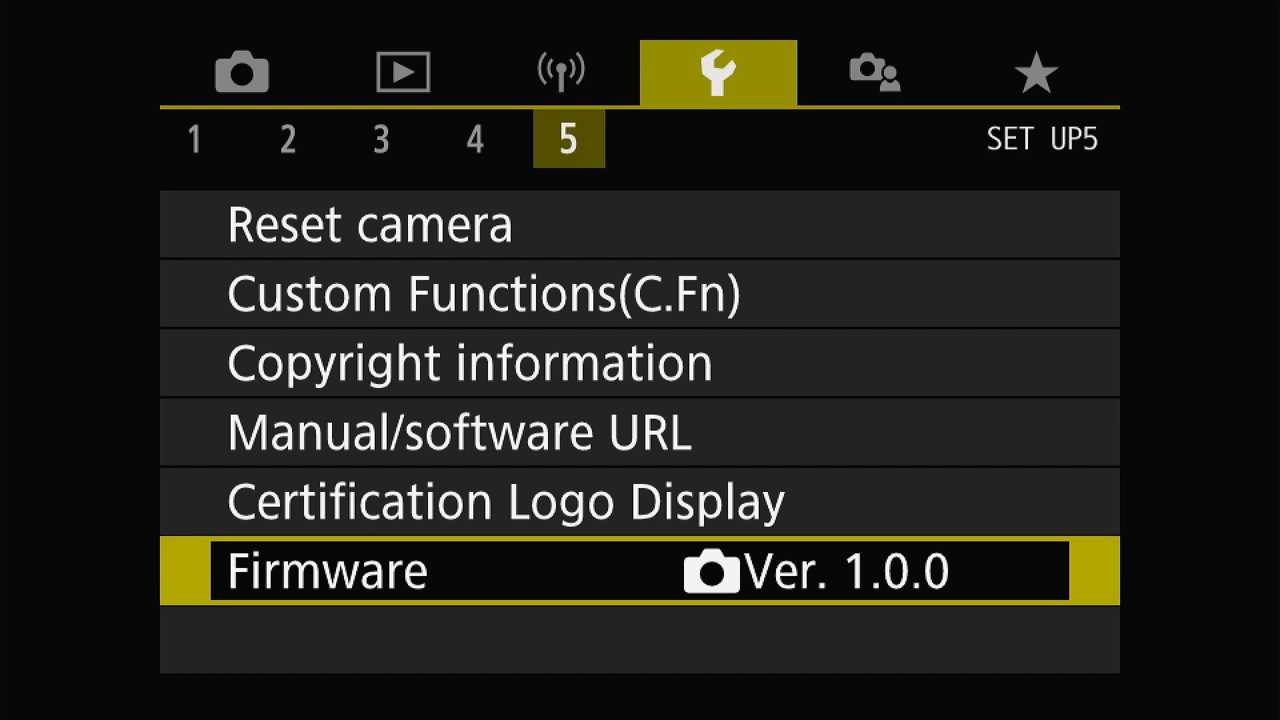 1 2 3 4 5 SET UP5
Reset camera
Custom Functions(C.Fn)
Copyright information
Manual/software URL
Certification Logo Display
Firmware Ver. 1.0.0